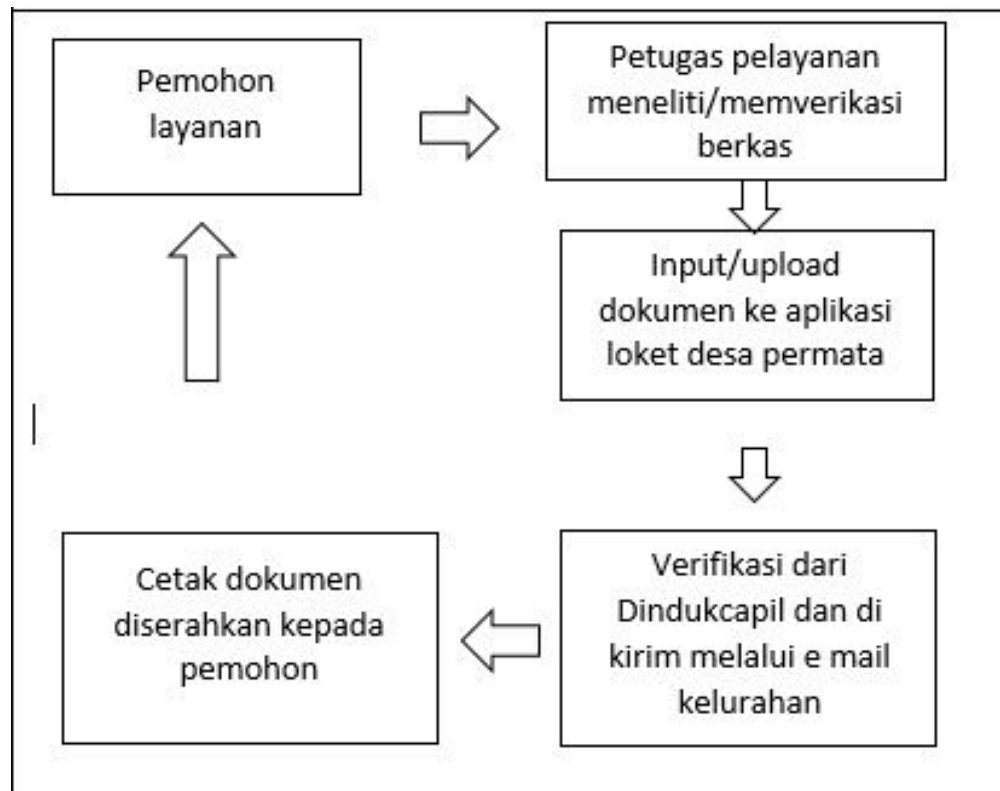 Pemohon
layanan
Petugas pelayanan
meneliti/memverikasi
berkas
Input/upload
dokumen ke aplikasi
loket desa permata
Verifikasi dari
Dindukcapil dan di
kirim melalui e mail
kelurahan
Cetak dokumen
diserahkan kepada
pemohon